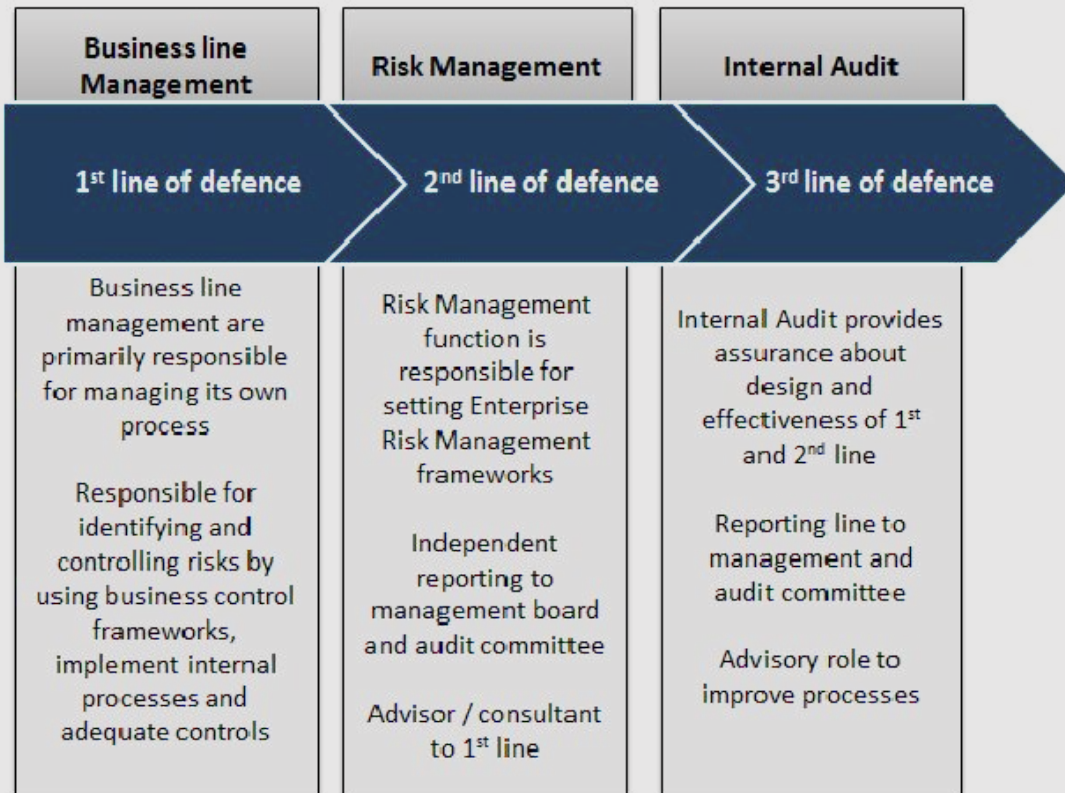 Business line
Management
Risk Management
Internal Audit
1st line of defence
2nd line of defence
3rd line of defence
Business line
management are
primarily responsible
for managing its own
process
Responsible for
identifying and
controlling risks by
using business control
frameworks,
implement internal
processes and
adequate controls
Risk Management
function is
responsible for
setting Enterprise
Risk Management
frameworks
Independent
reporting to
management board
and audit committee
Advisor / consultant
to 1st line
Internal Audit provides
assurance about
design and
effectiveness of 1st
and 2nd line
Reporting line to
management and
audit committee
Advisory role to
improve processes